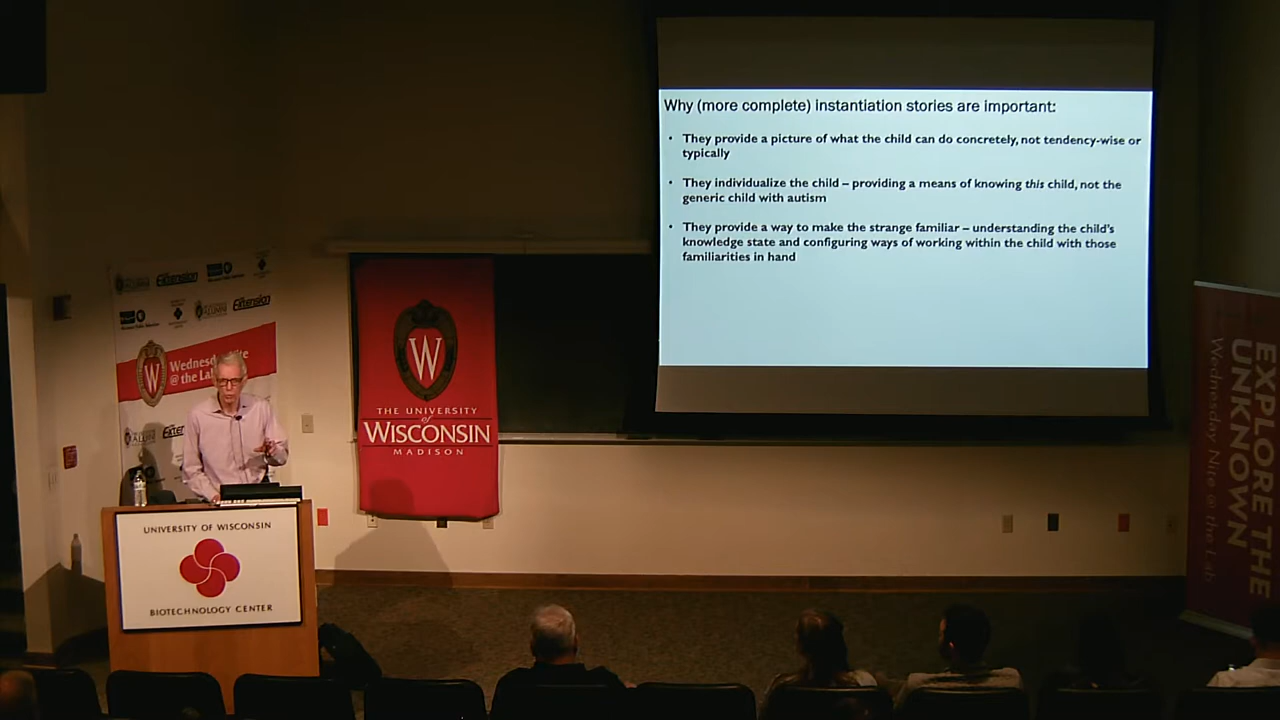 Why (more complete) instantiation stories are important:
• They provide a picture of what the child can do concretely, not tendency-wise or
typically
• They individualize the child – providing a means of knowing this child, not the
generic child with autism
• They provide a way to make the strange familiar – understanding the child's
knowledge state and configuring ways of working within the child with those
familiarities in hand
Extension
Extension
W
Wednesday Nite
@ the Lab
W
THE UNIVERSITY
of
WISCONSIN
MADISON
UNIVERSITY OF WISCONSIN
BIOTECHNOLOGY CENTER
EXPLORE THE
UNKNOWN
Wednesday Nite @ the Lab